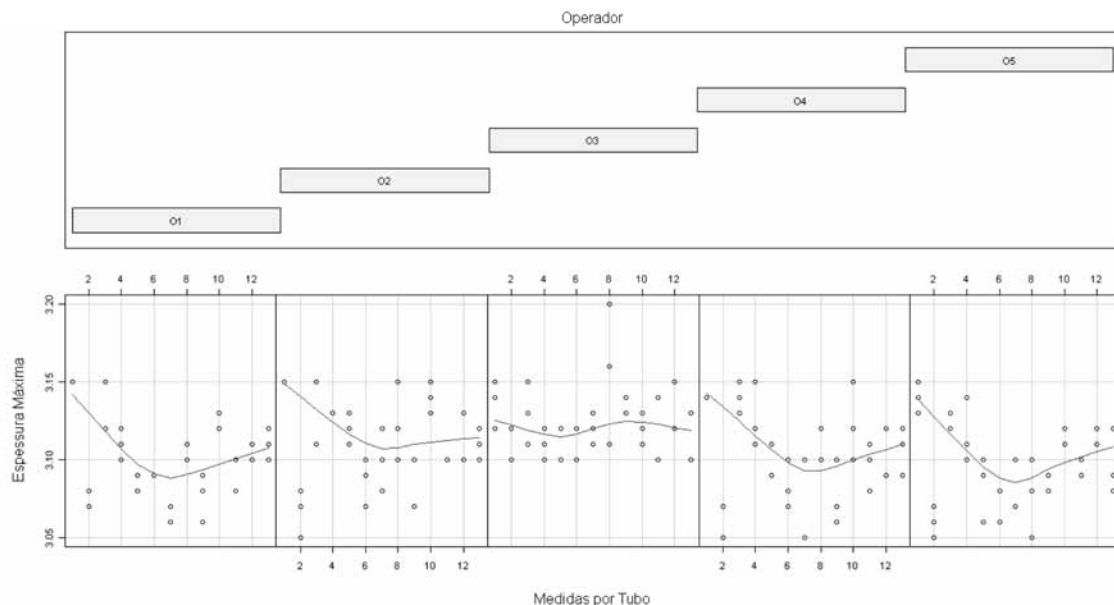 Operador
O5
O4
O3
O2
O1
2 4 6 8 10 12 2 4 6 8 10 12 2 4 6 8 10 12
3.20
3.15
3.10
3.05
Espessura Máxima
2 4 6 8 10 12 2 4 6 8 10 12
Medidas por Tubo